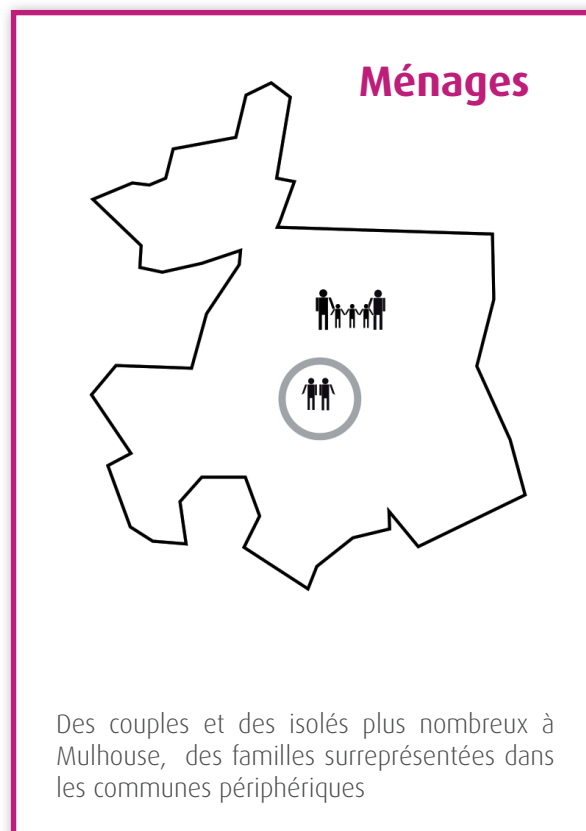 Ménages
Des couples et des isolés plus nombreux à
Mulhouse, des familles surreprésentées dans
les communes périphériques